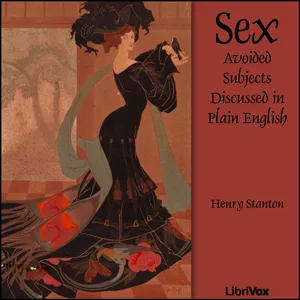 Sex
Avoided
Subjects
Discussed in
Plain English
Henry Stanton
LibriVox